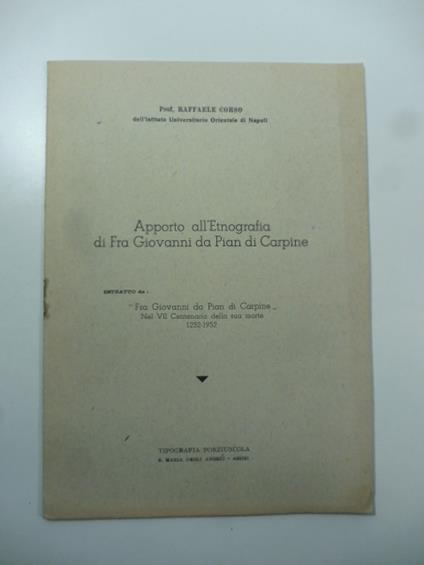 Prof. RAFFAELE CORSO
dell'Istituto Universitario Orientale di Napoli
Apporto all'Etnografia
di Fra Giovanni da Pian di Carpine
ESTRATTO da :
" Fra Giovanni da Pian di Carpine „
Nel VII Centenario della sua morte
1252-1952
TIPOGRAFIA PORZIUNCOLA
S. MARIA DEGLI ANGELI - ASSISI